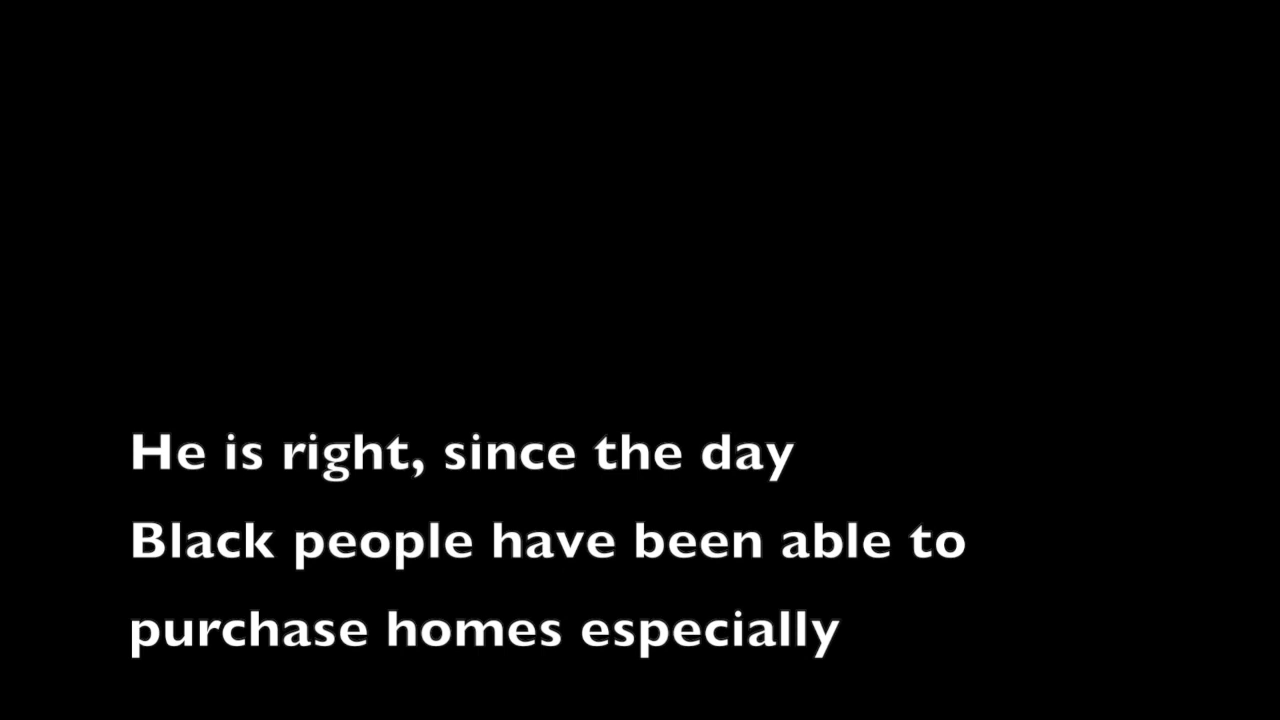 He is right, since the day
Black people have been able to
purchase homes especially